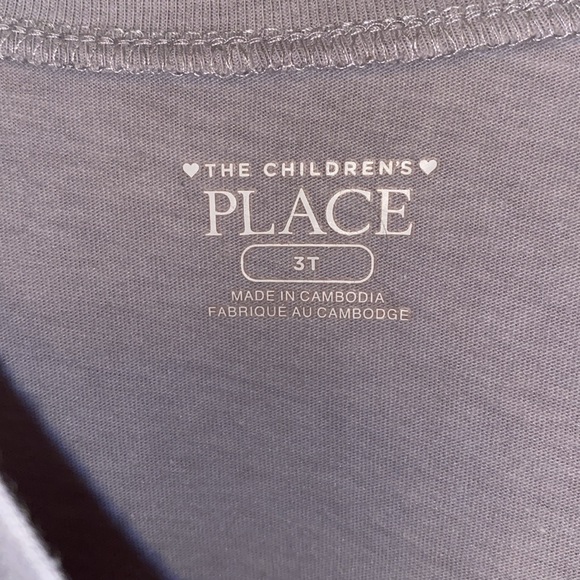 ♥THE CHILDREN'S♥
PLACE
3T
MADE IN CAMBODIA
FABRIQUÉ AU CAMBODGE